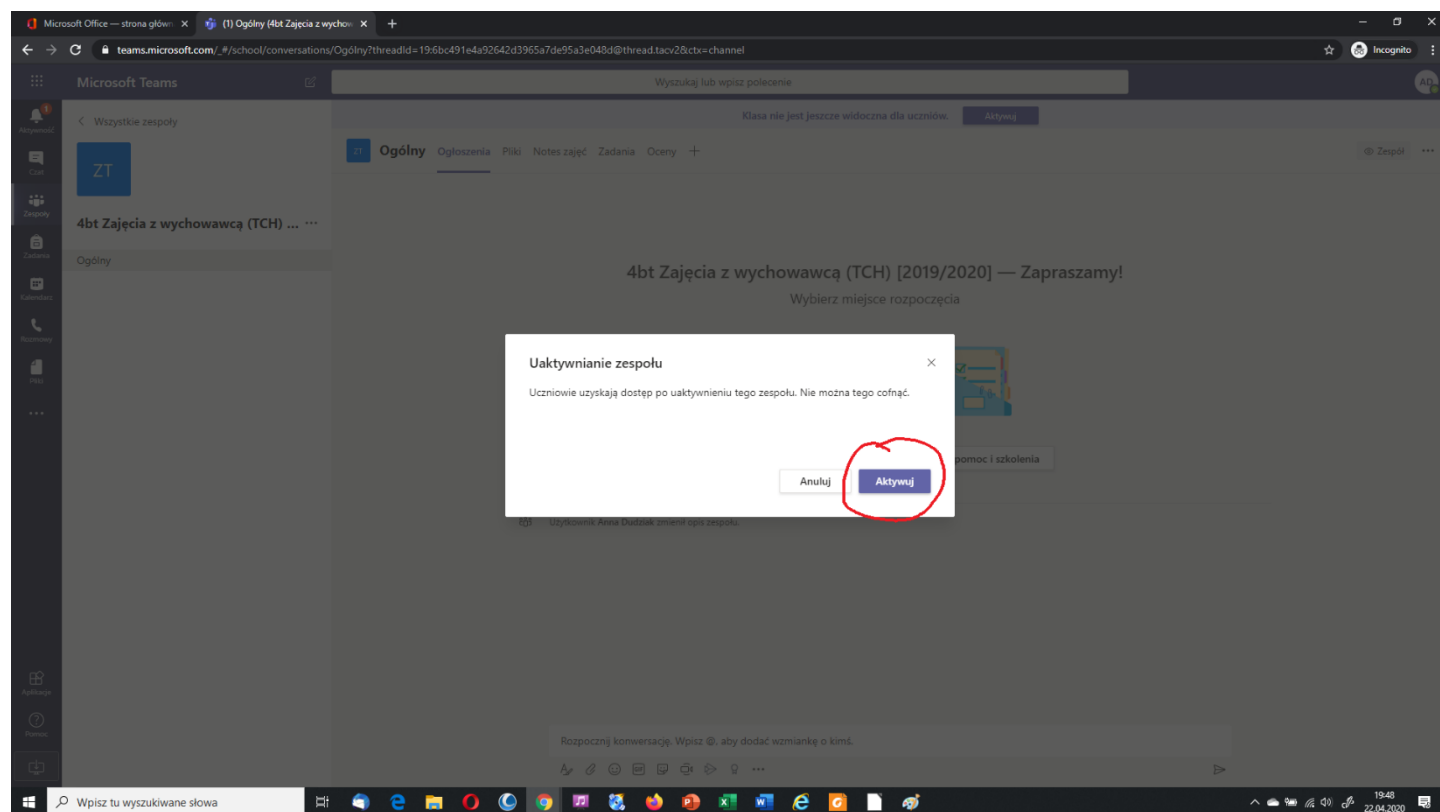 Microsoft Office — strona główn
(1) Ogólny (4bt Zajęcia z wychow
teams.microsoft.com/_#/school/conversations/Ogólny?threadId=19:6bc491e4a92642d3965a7de95a3e048d@thread.tacv2&ctx=channel
Incognito
Microsoft Teams
Wyszukaj lub wpisz polecenie
AD
1
Aktywność
Czat
Zespoły
Zadania
Kalendarz
Rozmowy
Pliki
Aplikacje
Pomoc
Wszystkie zespoły
ZT
4bt Zajęcia z wychowawcą (TCH) ...
Ogólny
Klasa nie jest jeszcze widoczna dla uczniów.
Aktywuj
ZT
Ogólny Ogłoszenia Pliki Notes zajęć Zadania Oceny
Zespół
4bt Zajęcia z wychowawcą (TCH) [2019/2020] — Zapraszamy!
Wybierz miejsce rozpoczęcia
Uaktywnianie zespołu
Uczniowie uzyskają dostęp po uaktywnieniu tego zespołu. Nie można tego cofnąć.
Anuluj
Aktywuj
pomoc i szkolenia
Użytkownik Anna Dudziak zmienił opis zespołu.
Rozpocznij konwersację. Wpisz @, aby dodać wzmiankę o kimś.
GIF
Wpisz tu wyszukiwane słowa
19:48
22.04.2020